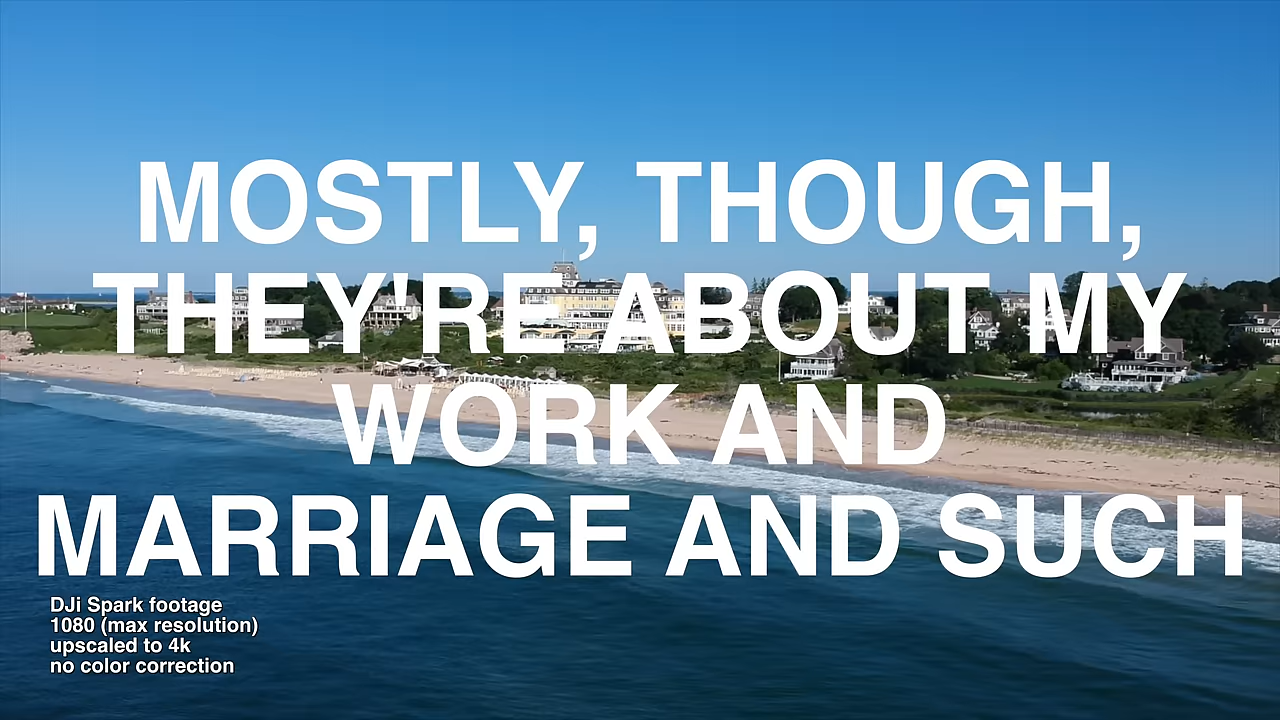 MOSTLY, THOUGH,
THEY'RE ABOUT MY
WORK AND
MARRIAGE AND SUCH
DJi Spark footage
1080 (max resolution)
upscaled to 4k
no color correction